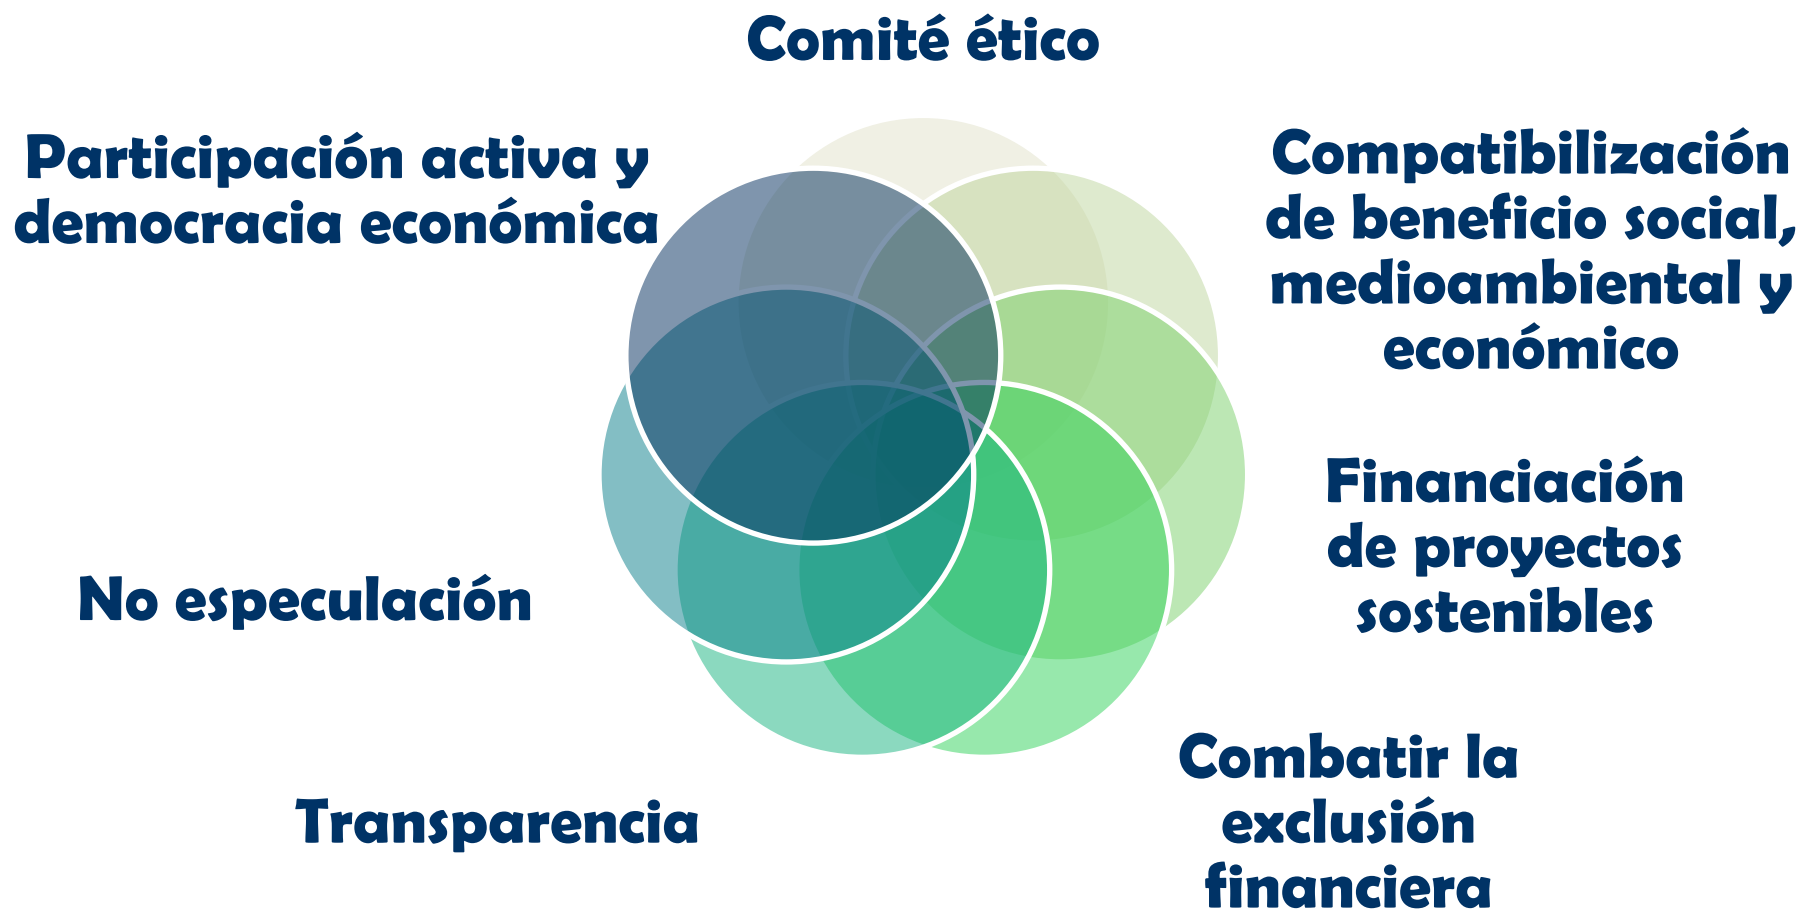 Comité ético
Compatibilización
de beneficio social,
medioambiental y
económico
Financiación
de proyectos
sostenibles
Combatir la
exclusión
financiera
Transparencia
No especulación
Participación activa y
democracia económica